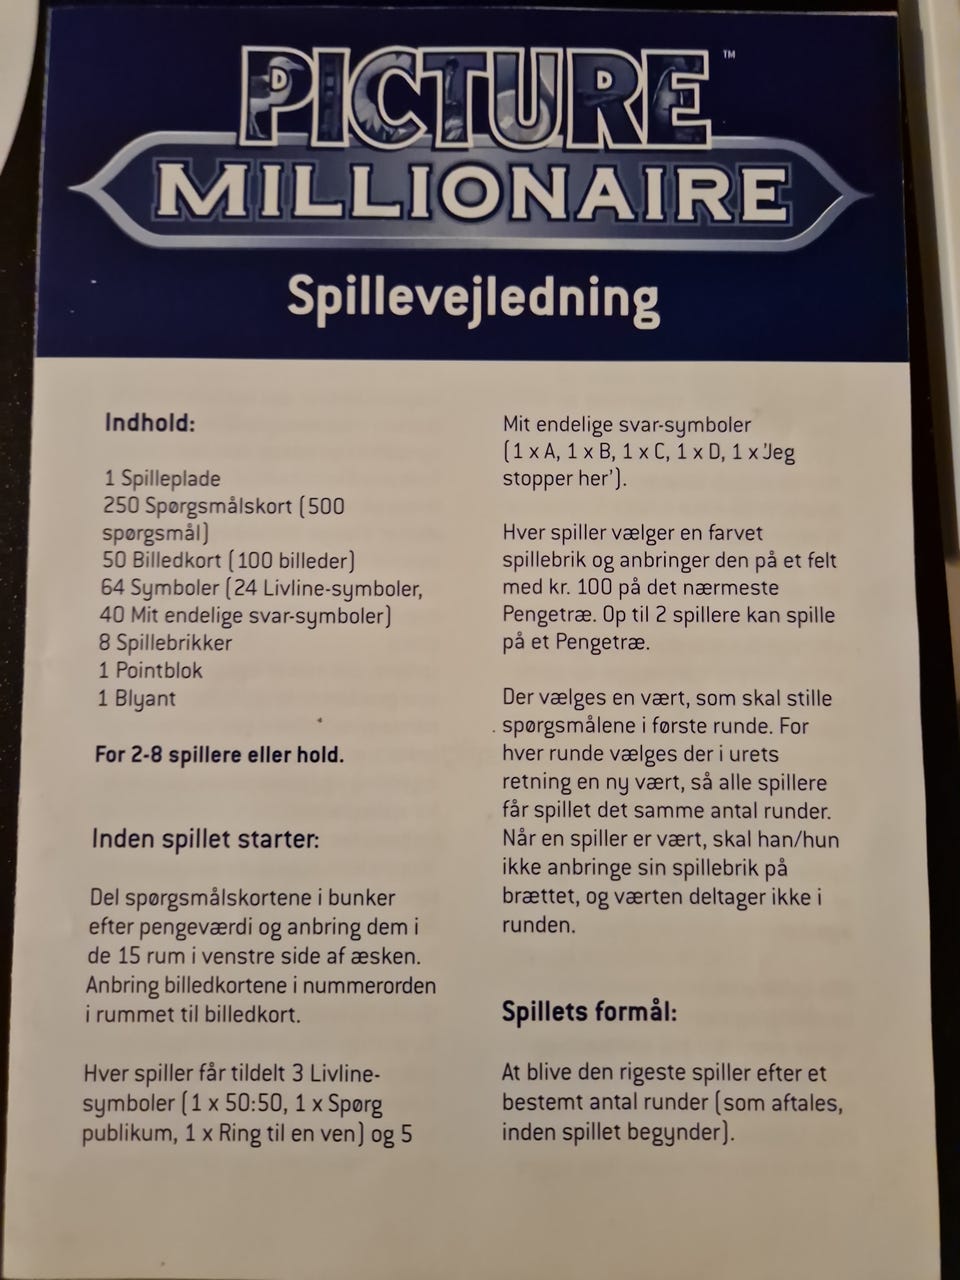 PICTURE™
MILLIONAIRE
Spillevejledning
Indhold:
1 Spilleplade
250 Spørgsmålskort (500
spørgsmål)
50 Billedkort (100 billeder)
64 Symboler (24 Livline-symboler,
40 Mit endelige svar-symboler)
8 Spillebrikker
1 Pointblok
1 Blyant
For 2-8 spillere eller hold.
Inden spillet starter:
Del spørgsmålskortene i bunker
efter pengeværdi og anbring dem i
de 15 rum i venstre side af æsken.
Anbring billedkortene i nummerorden
i rummet til billedkort.
Hver spiller får tildelt 3 Livline-
symboler (1 x 50:50, 1 x Spørg
publikum, 1 x Ring til en ven) og 5
Mit endelige svar-symboler
(1 x A, 1 x B, 1 x C, 1 x D, 1 x 'Jeg
stopper her').
Hver spiller vælger en farvet
spillebrik og anbringer den på et felt
med kr. 100 på det nærmeste
Pengetræ. Op til 2 spillere kan spille
på et Pengetræ.
Der vælges en vært, som skal stille
spørgsmålene i første runde. For
hver runde vælges der i urets
retning en ny vært, så alle spillere
får spillet det samme antal runder.
Når en spiller er vært, skal han/hun
ikke anbringe sin spillebrik på
brættet, og værten deltager ikke i
runden.
Spillets formål:
At blive den rigeste spiller efter et
bestemt antal runder (som aftales,
inden spillet begynder).